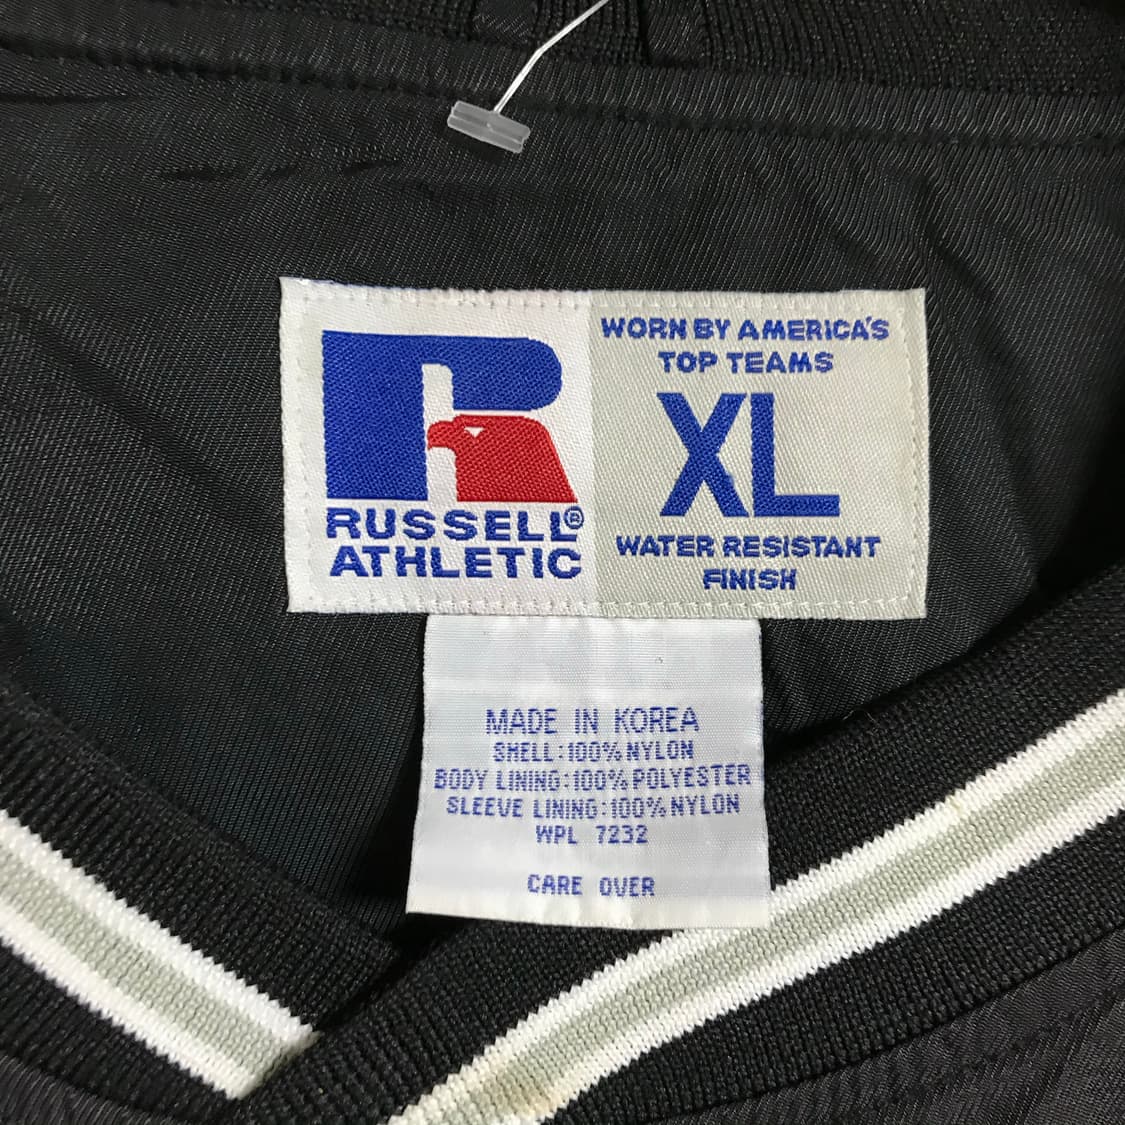 RUSSELL®
ATHLETIC
WORN BY AMERICA'S
TOP TEAMS
XL
WATER RESISTANT
FINISH
MADE IN KOREA
SHELL:100% NYLON
BODY LINING:100% POLYESTER
SLEEVE LINING:100% NYLON
WPL 7232
CARE OVER